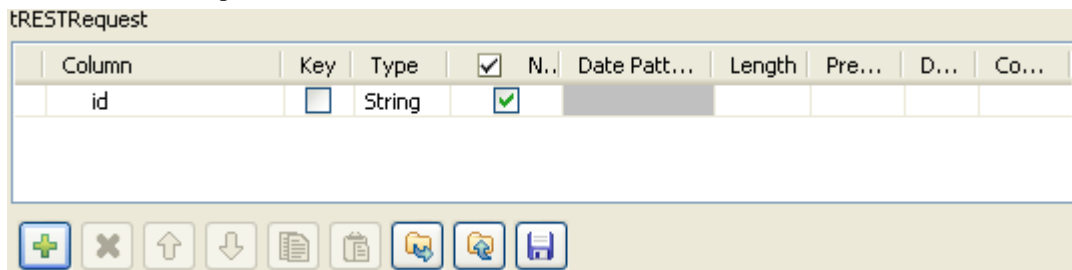 tRESTRequest
Column Key Type N.. Date Patt... Length Pre... D... Co...
id String